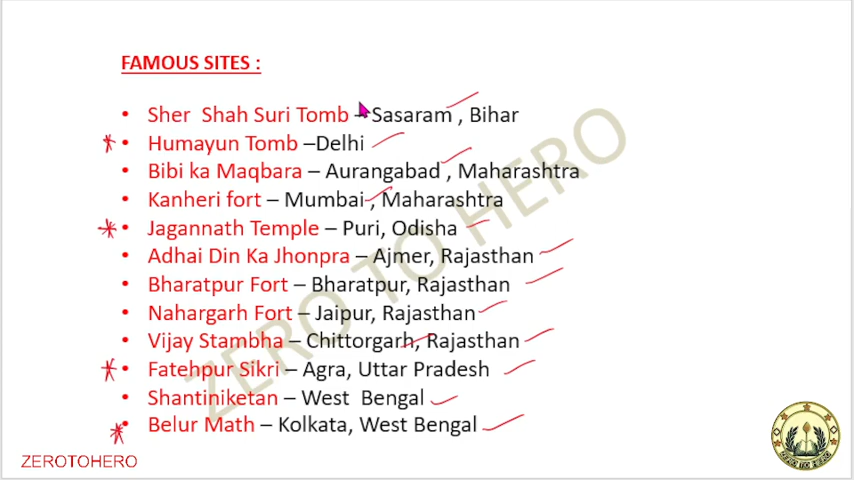 FAMOUS SITES :
• Sher Shah Suri Tomb – Sasaram , Bihar
• Humayun Tomb –Delhi
• Bibi ka Maqbara – Aurangabad , Maharashtra
• Kanheri fort – Mumbai , Maharashtra
• Jagannath Temple – Puri, Odisha
• Adhai Din Ka Jhonpra – Ajmer, Rajasthan
• Bharatpur Fort – Bharatpur, Rajasthan
• Nahargarh Fort – Jaipur, Rajasthan
• Vijay Stambha – Chittorgarh, Rajasthan
• Fatehpur Sikri – Agra, Uttar Pradesh
• Shantiniketan – West Bengal
• Belur Math – Kolkata, West Bengal
ZERO TO HERO
ZEROTOHERO